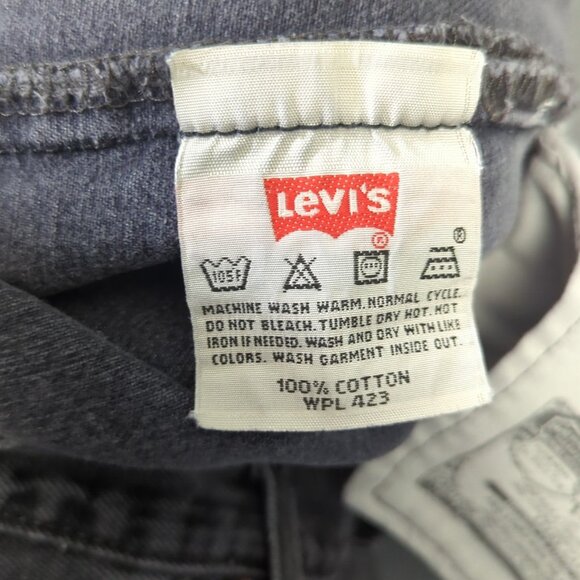 Levi's
®
105F
®
MACHINE WASH WARM. NORMAL CYCLE.
DO NOT BLEACH. TUMBLE DRY HOT. HOT
IRON IF NEEDED. WASH AND DRY WITH LIKE
COLORS. WASH GARMENT INSIDE OUT.
100% COTTON
WPL 423